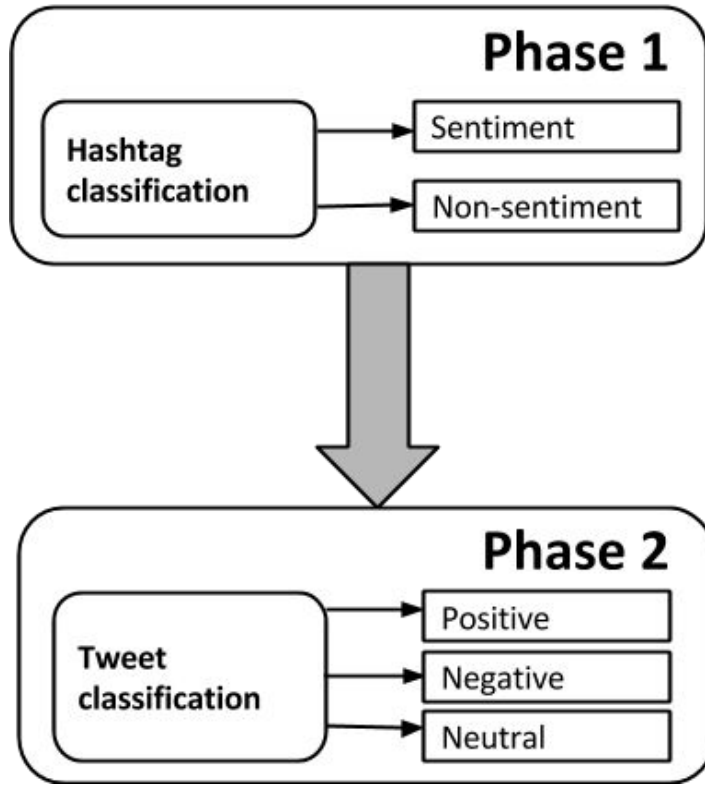 Phase 1
Hashtag
classification
Sentiment
Non-sentiment
Phase 2
Tweet
classification
Positive
Negative
Neutral